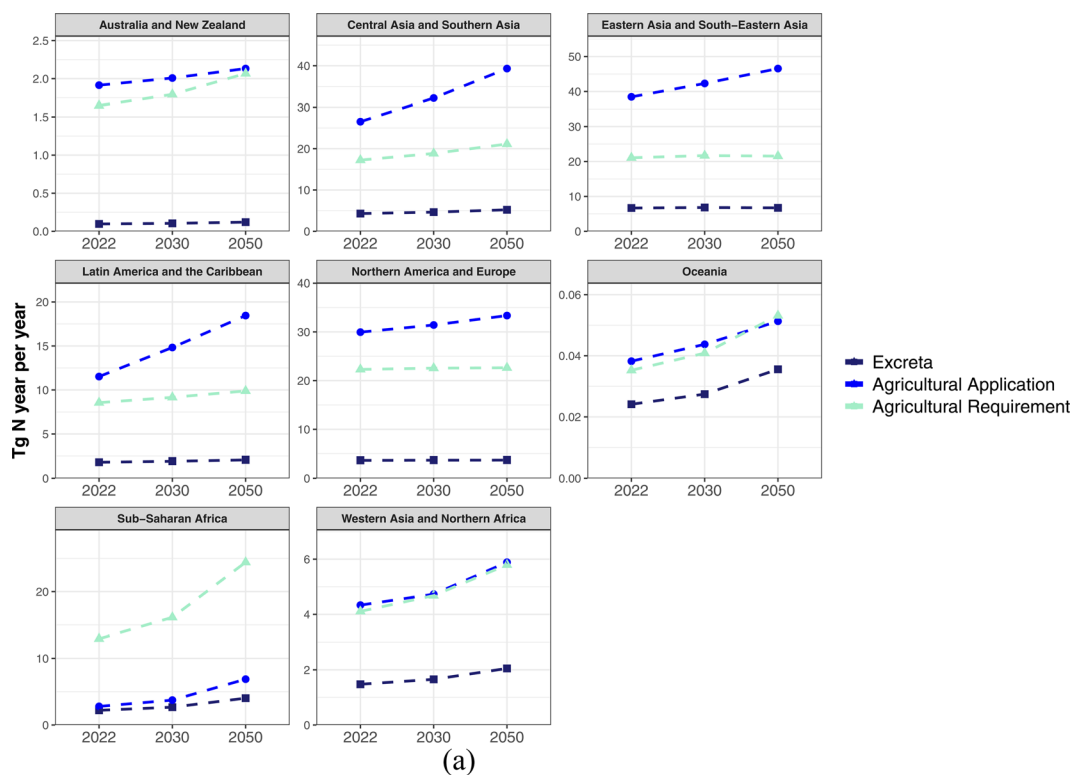 Australia and New Zealand
Central Asia and Southern Asia
Eastern Asia and South−Eastern Asia
2.5
2.0
1.5
1.0
0.5
0.0
40
30
20
10
0
50
40
30
20
10
0
2022 2030 2050
2022 2030 2050
2022 2030 2050
Latin America and the Caribbean
Northern America and Europe
Oceania
20
15
10
5
0
40
30
20
10
0
0.06
0.04
0.02
0.00
2022 2030 2050
2022 2030 2050
2022 2030 2050
Sub−Saharan Africa
Western Asia and Northern Africa
20
10
0
6
4
2
0
2022 2030 2050
2022 2030 2050
Tg N year per year
Excreta
Agricultural Application
Agricultural Requirement
(a)